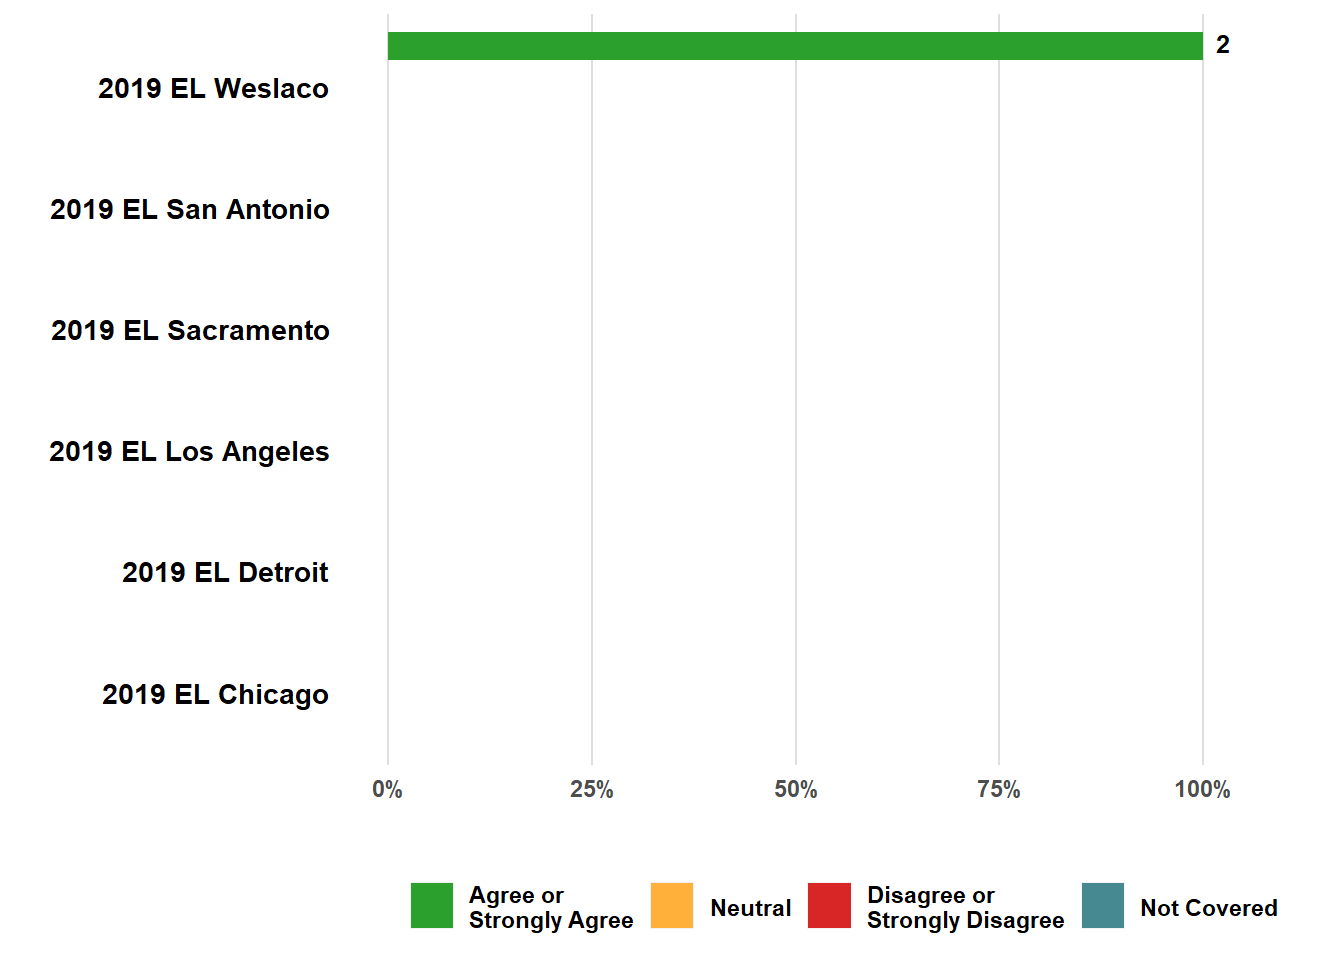 2
2019 EL Weslaco
2019 EL San Antonio
2019 EL Sacramento
2019 EL Los Angeles
2019 EL Detroit
2019 EL Chicago
0% 25% 50% 75% 100%
Agree or
Strongly Agree
Neutral
Disagree or
Strongly Disagree
Not Covered